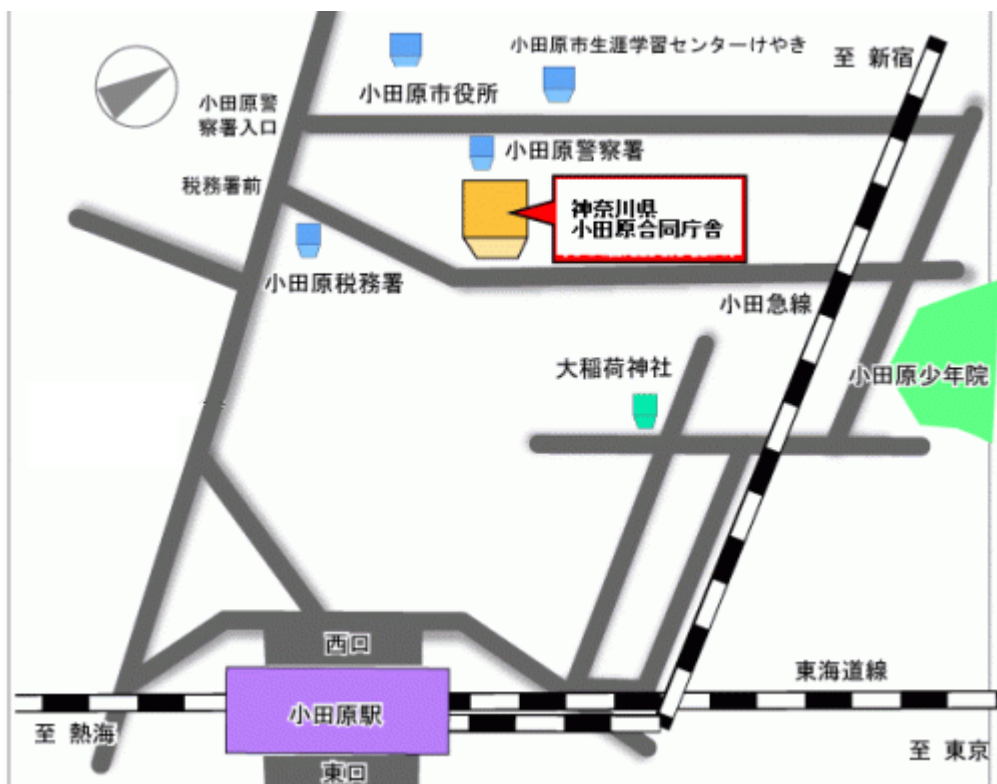 小田原市生涯学習センターけやき
至 新宿
小田原市役所
小田原警
察署入口
小田原警察署
税務署前
神奈川県
小田原合同庁舎
小田原税務署
小田急線
大稲荷神社
小田原少年院
西口
東海道線
小田原駅
至 熱海
至 東京
東口